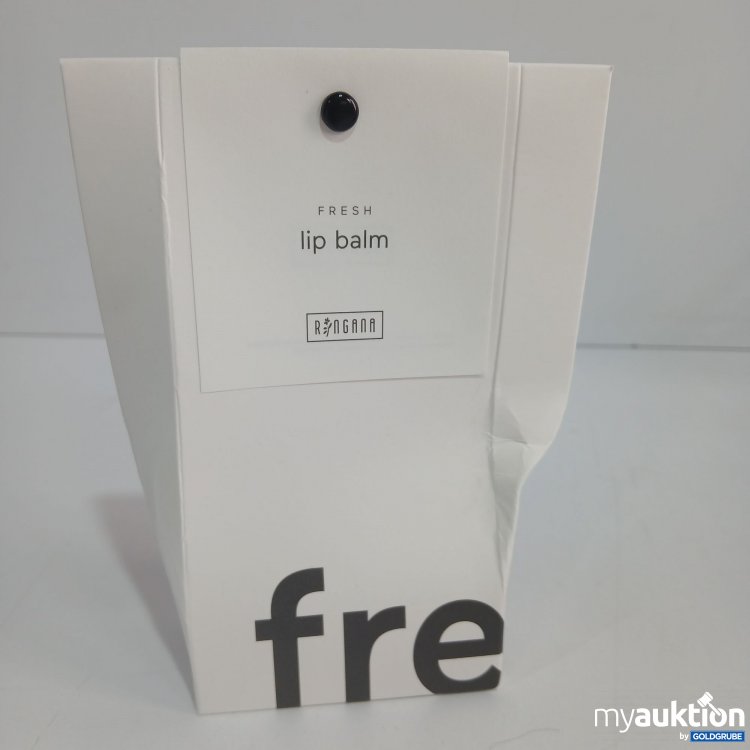 FRESH
lip balm
RINGANA
fre
myauktion
by GOLDGRUBE